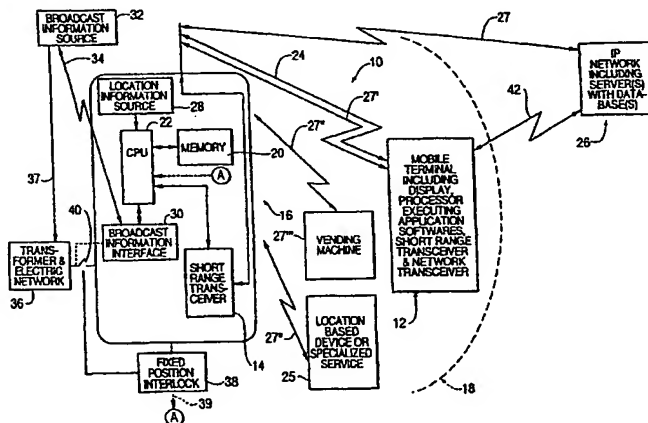 BROADCAST
INFORMATION
SOURCE
32
34
37
LOCATION
INFORMATION
SOURCE
28
22
CPU
MEMORY
20
A
40
30
BROADCAST
INFORMATION
INTERFACE
SHORT
RANGE
TRANS-
CEIVER
14
TRANS-
FORMER &
ELECTRIC
NETWORK
36
FIXED
POSITION
INTERLOCK
38
39
A
24
10
27
27'
27"
16
VENDING
MACHINE
27'''
LOCATION
BASED
DEVICE OR
SPECIALIZED
SERVICE
25
27"
MOBILE
TERMINAL
INCLUDING
DISPLAY,
PROCESSOR
EXECUTING
APPLICATION
SOFTWARES,
SHORT RANGE
TRANSCEIVER
& NETWORK
TRANSCEIVER
12
18
42
IP
NETWORK
INCLUDING
SERVER(S)
WITH DATA-
BASE(S)
26